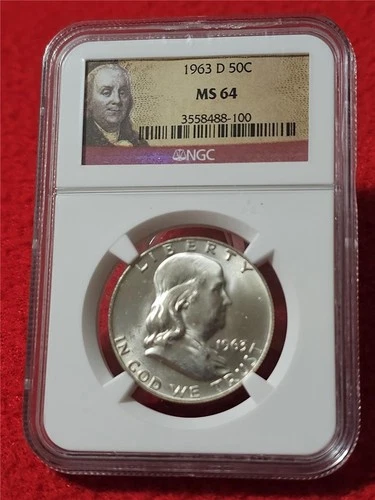 1963 D 50C
MS 64
3558488-100
NGC
LIBERTY
1963
IN GOD WE TRUST